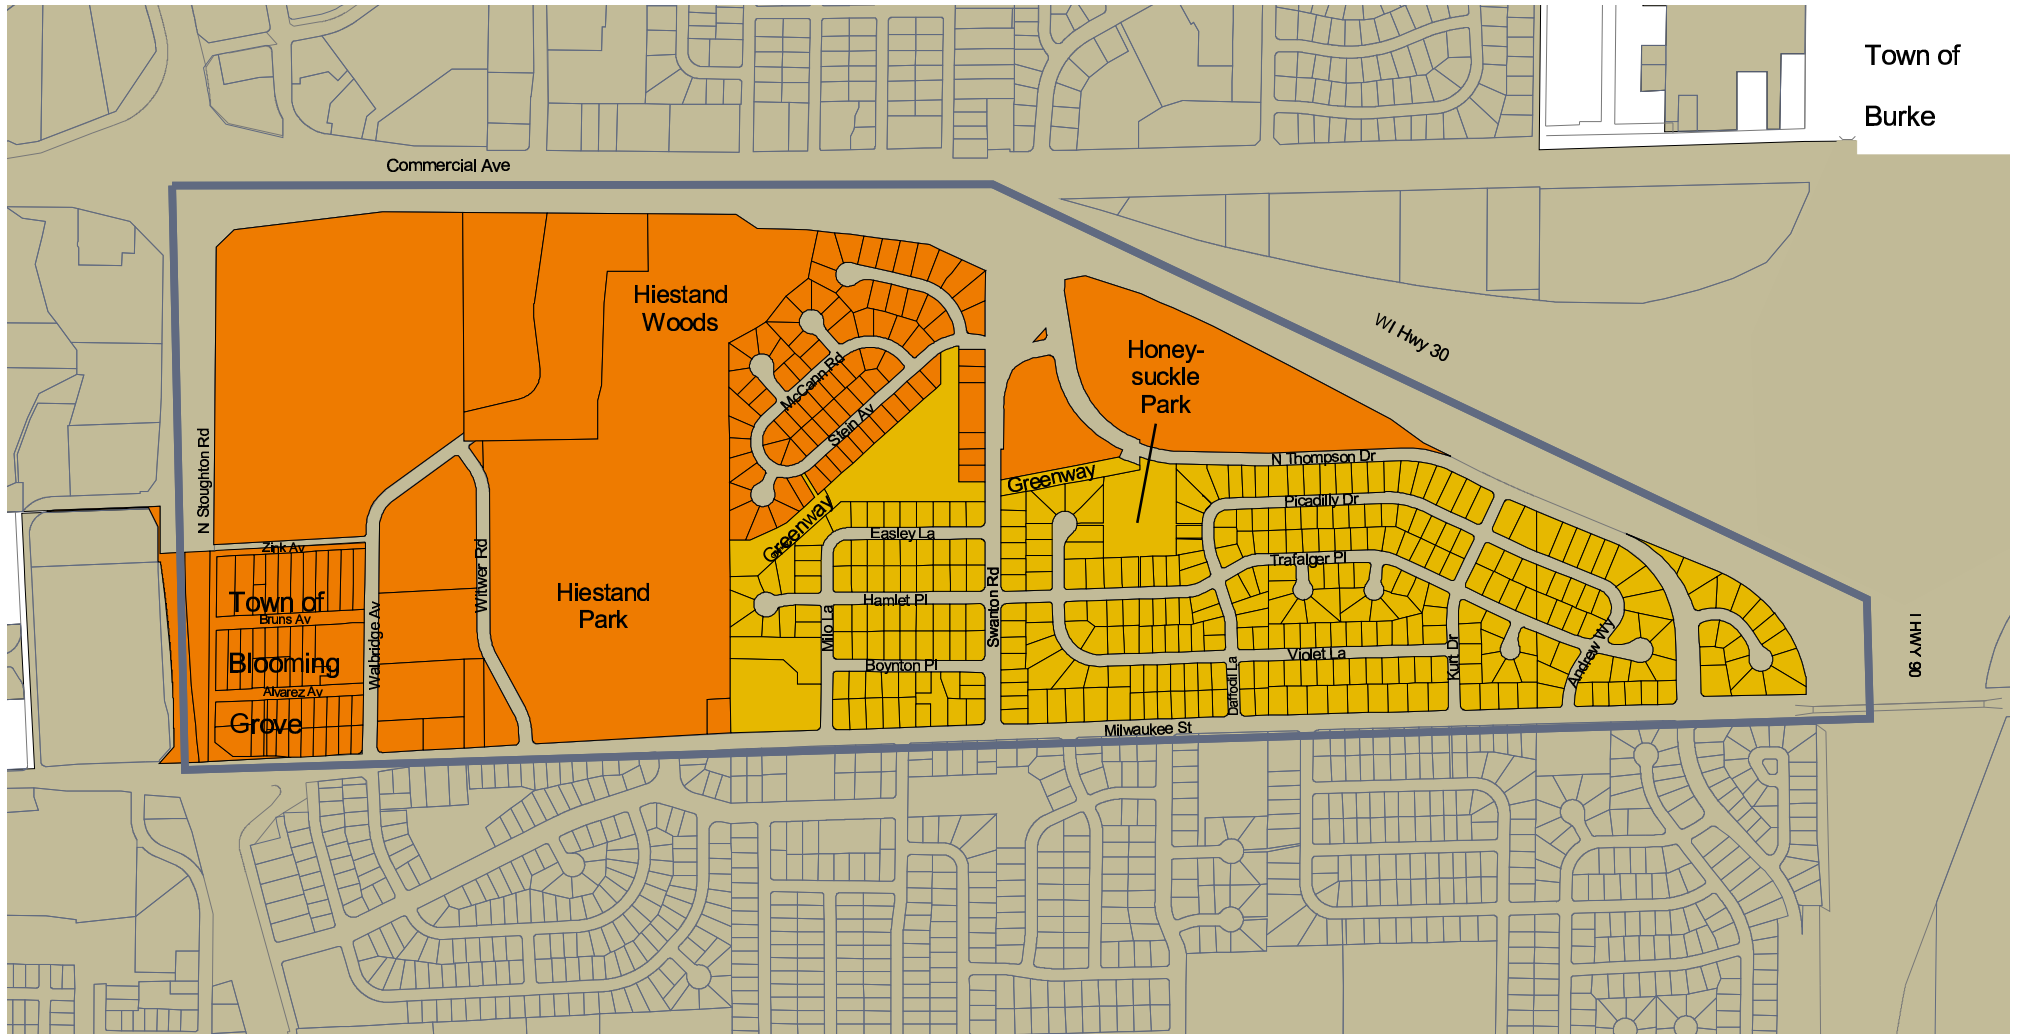 Town of
Burke
Commercial Ave
Hiestand
Woods
WI Hwy 30
Honey-
suckle
Park
McCann Rd
Stein Av
N Stoughton Rd
N Thompson Dr
Greenway
Picadilly Dr
Greenway
Easley La
Zink Av
Trafalger Pl
Witwer Rd
Hiestand
Park
Swanton Rd
Hamlet Pl
Milo La
Town of
Bruns Av
Walbridge Av
Blooming
Boynton Pl
Violet La
Kurt Dr
Andrew Wy
I HWY 90
Daffodil La
Alvarez Av
Grove
Milwaukee St